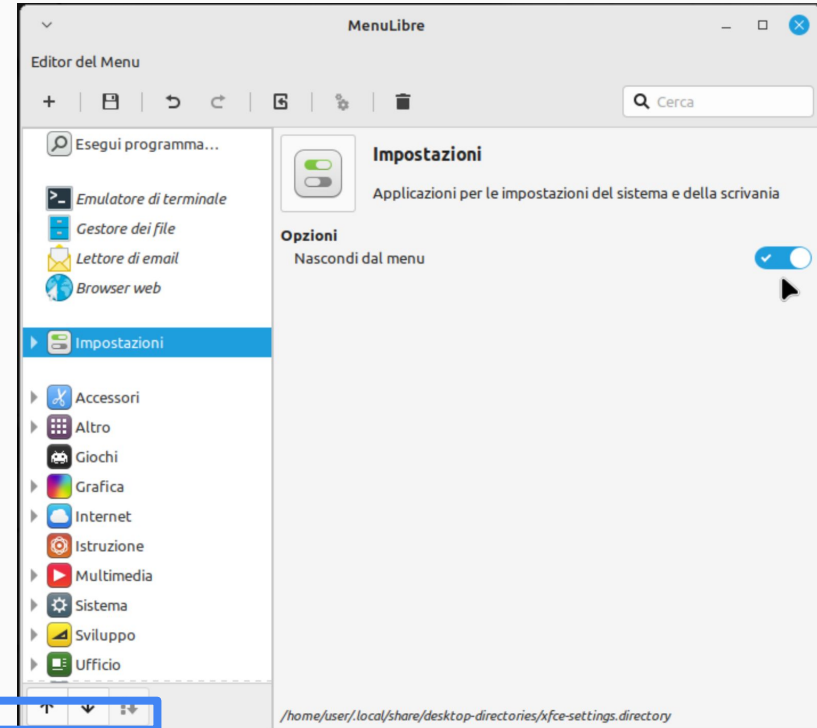 MenuLibre
Editor del Menu
Cerca
Esegui programma...
Emulatore di terminale
Gestore dei file
Lettore di email
Browser web
Impostazioni
Accessori
Altro
Giochi
Grafica
Internet
Istruzione
Multimedia
Sistema
Sviluppo
Ufficio
Impostazioni
Applicazioni per le impostazioni del sistema e della scrivania
Opzioni
Nascondi dal menu
/home/user/.local/share/desktop-directories/xfce-settings.directory